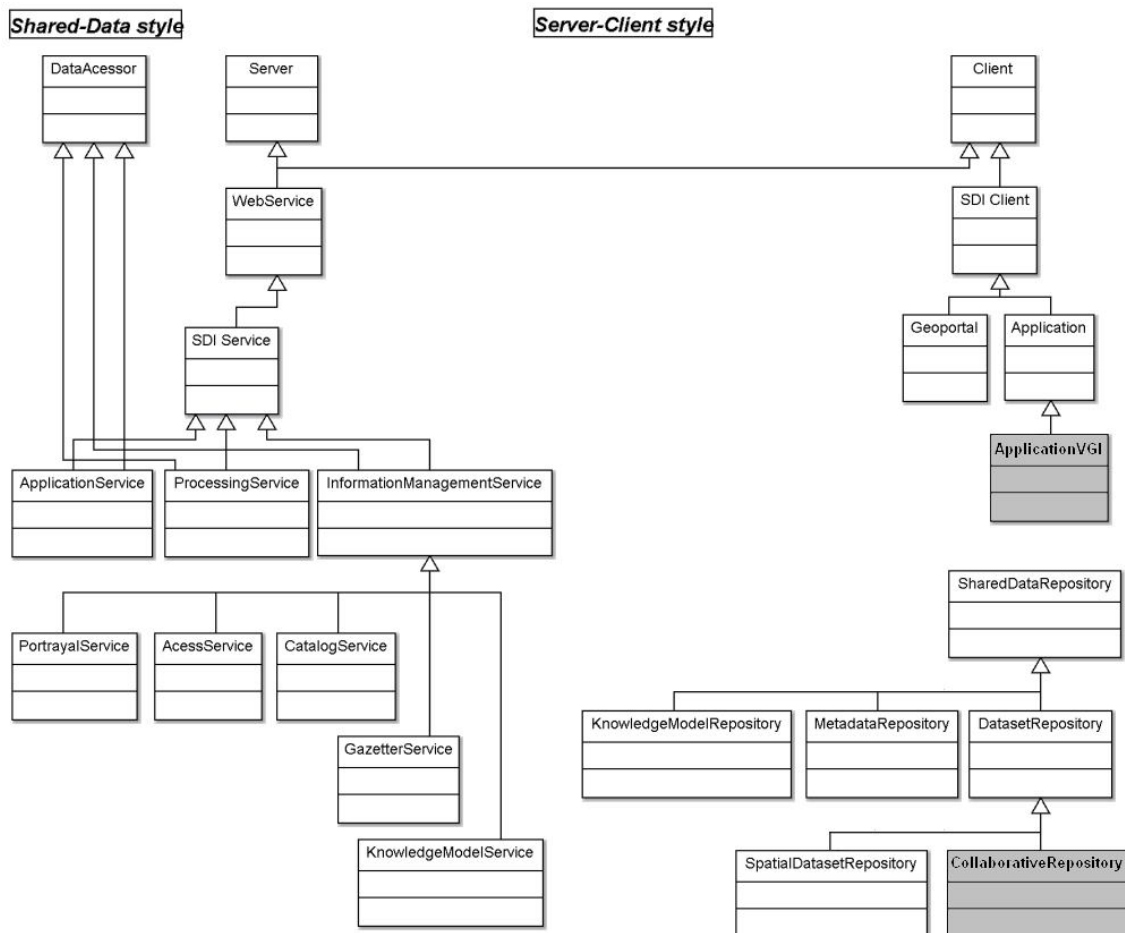 Shared-Data style
Server-Client style
DataAcessor
Server
Client
WebService
SDI Client
SDI Service
Geoportal
Application
ApplicationVGI
ApplicationService
ProcessingService
InformationManagementService
SharedDataRepository
PortrayalService
AcessService
CatalogService
KnowledgeModelRepository
MetadataRepository
DatasetRepository
GazetterService
KnowledgeModelService
SpatialDatasetRepository
CollaborativeRepository